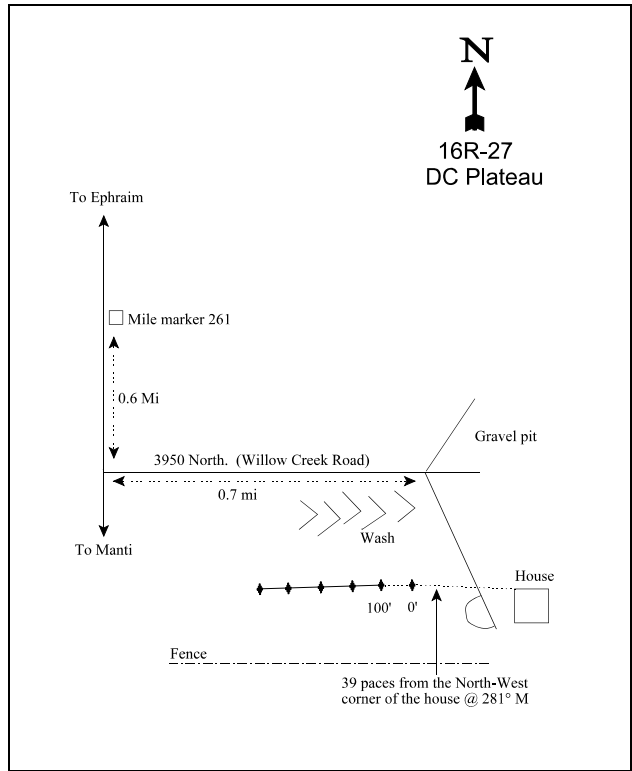 N
16R-27
DC Plateau
To Ephraim
Mile marker 261
0.6 Mi
Gravel pit
3950 North. (Willow Creek Road)
0.7 mi
Wash
To Manti
House
100'
0'
Fence
39 paces from the North-West
corner of the house @ 281° M